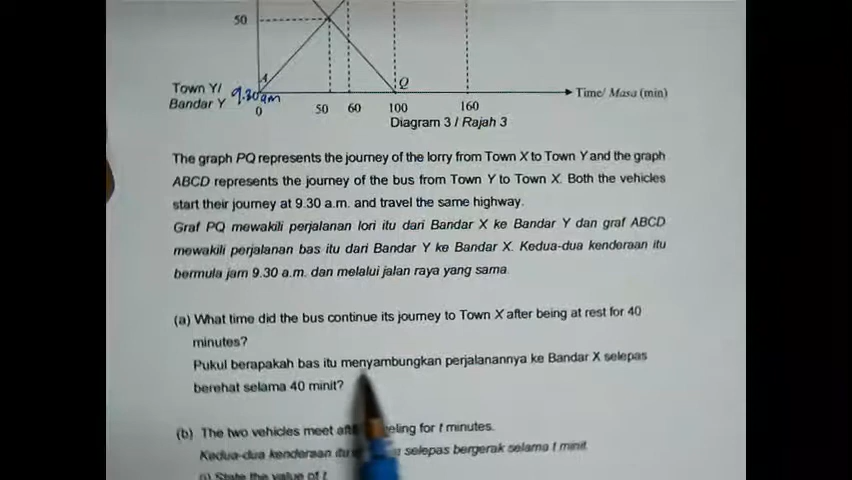 50
A
Q
Town Y/
Bandar Y
9.30am
Time/ Masa (min)
0 50 60 100 160
Diagram 3 / Rajah 3
The graph PQ represents the journey of the lorry from Town X to Town Y and the graph
ABCD represents the journey of the bus from Town Y to Town X. Both the vehicles
start their journey at 9.30 a.m. and travel the same highway.
Graf PQ mewakili perjalanan lori itu dari Bandar X ke Bandar Y dan graf ABCD
mewakili perjalanan bas itu dari Bandar Y ke Bandar X. Kedua-dua kenderaan itu
bermula jam 9.30 a.m. dan melalui jalan raya yang sama.
(a) What time did the bus continue its journey to Town X after being at rest for 40
minutes?
Pukul berapakah bas itu menyambungkan perjalanannya ke Bandar X selepas
berehat selama 40 minit?
(b) The two vehicles meet eling for t minutes.
Kedua-dua kenderaan selepas bergerak selama t minit
State the value of t